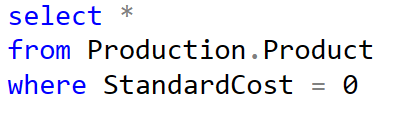 select *
from Production.Product
where StandardCost = 0